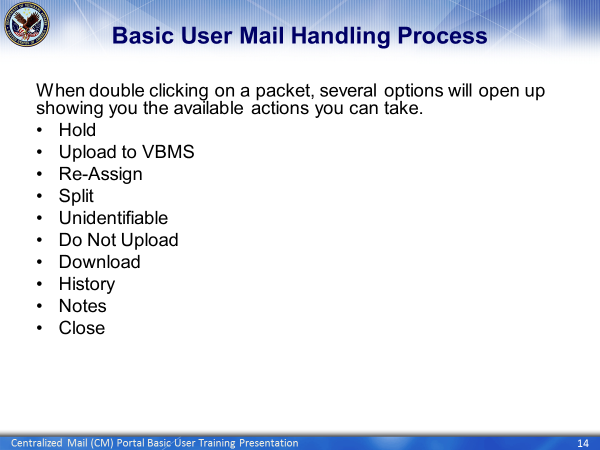 Basic User Mail Handling Process
When double clicking on a packet, several options will open up
showing you the available actions you can take.
• Hold
• Upload to VBMS
• Re-Assign
• Split
• Unidentifiable
• Do Not Upload
• Download
• History
• Notes
• Close
Centralized Mail (CM) Portal Basic User Training Presentation
14